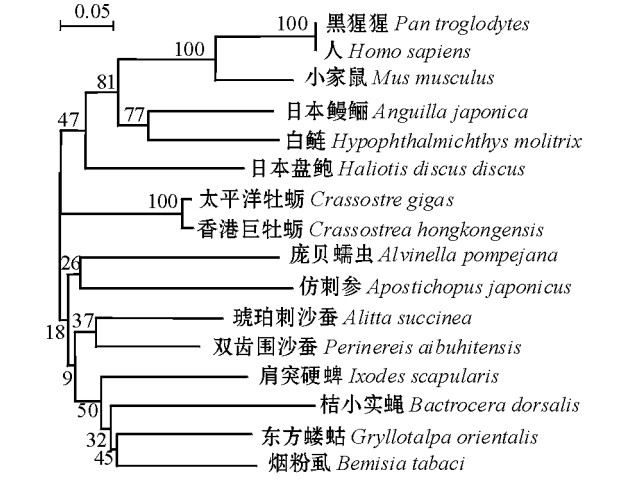 0.05
100 黑猩猩 Pan troglodytes
100 人 Homo sapiens
小家鼠 Mus musculus
81
77 日本鳗鲡 Anguilla japonica
47 白鲢 Hypophthalmichthys molitrix
日本盘鲍 Haliotis discus discus
100 太平洋牡蛎 Crassostre gigas
香港巨牡蛎 Crassostrea hongkongensis
26 庞贝蠕虫 Alvinella pompejana
仿刺参 Apostichopus japonicus
37 琥珀刺沙蚕 Alitta succinea
18 双齿围沙蚕 Perinereis aibuhitensis
9 肩突硬蜱 Ixodes scapularis
50 桔小实蝇 Bactrocera dorsalis
32 东方蝼蛄 Gryllotalpa orientalis
45 烟粉虱 Bemisia tabaci